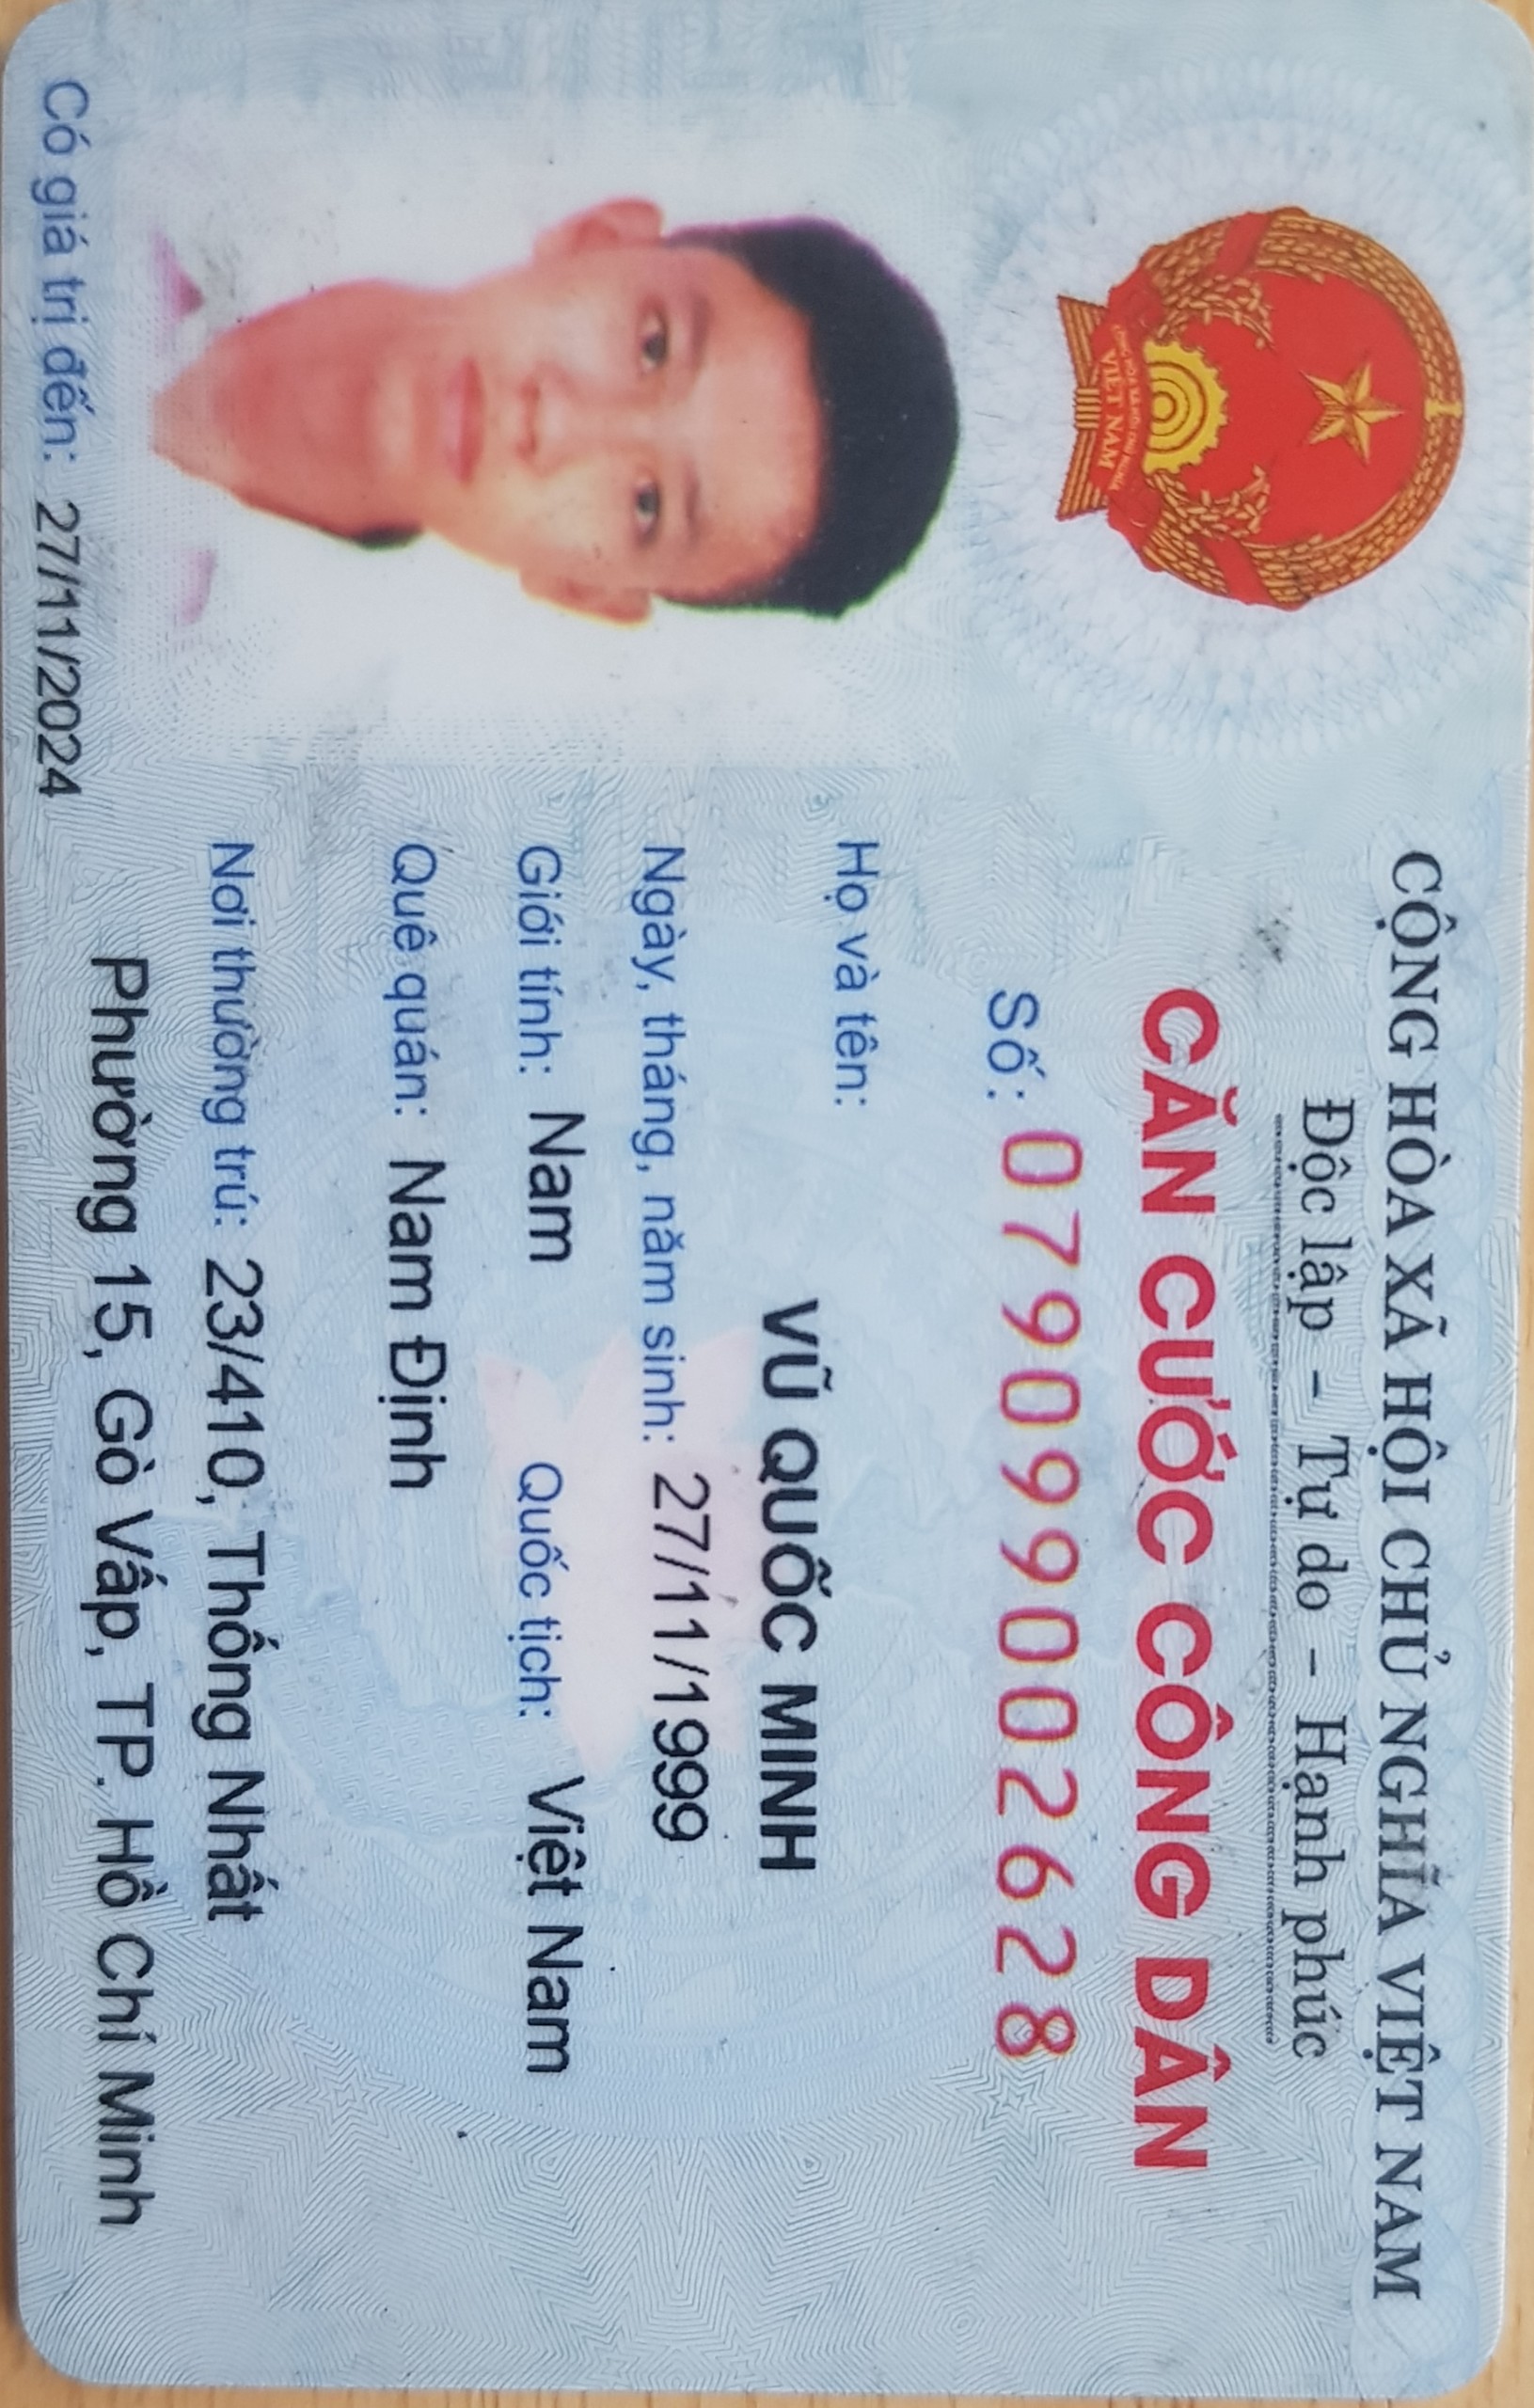 CỘNG HÒA XÃ HỘI CHỦ NGHĨA VIỆT NAM
Độc lập - Tự do - Hạnh phúc
CĂN CƯỚC CÔNG DÂN
Số: 079099002628
Họ và tên:
VŨ QUỐC MINH
Ngày, tháng, năm sinh: 27/11/1999
Giới tính: Nam Quốc tịch: Việt Nam
Quê quán: Nam Định
Nơi thường trú: 23/410, Thống Nhất
Phường 15, Gò Vấp, TP. Hồ Chí Minh
Có giá trị đến: 27/11/2024
CỘNG HÒA XÃ HỘI CHỦ NGHĨA
VIỆT NAM